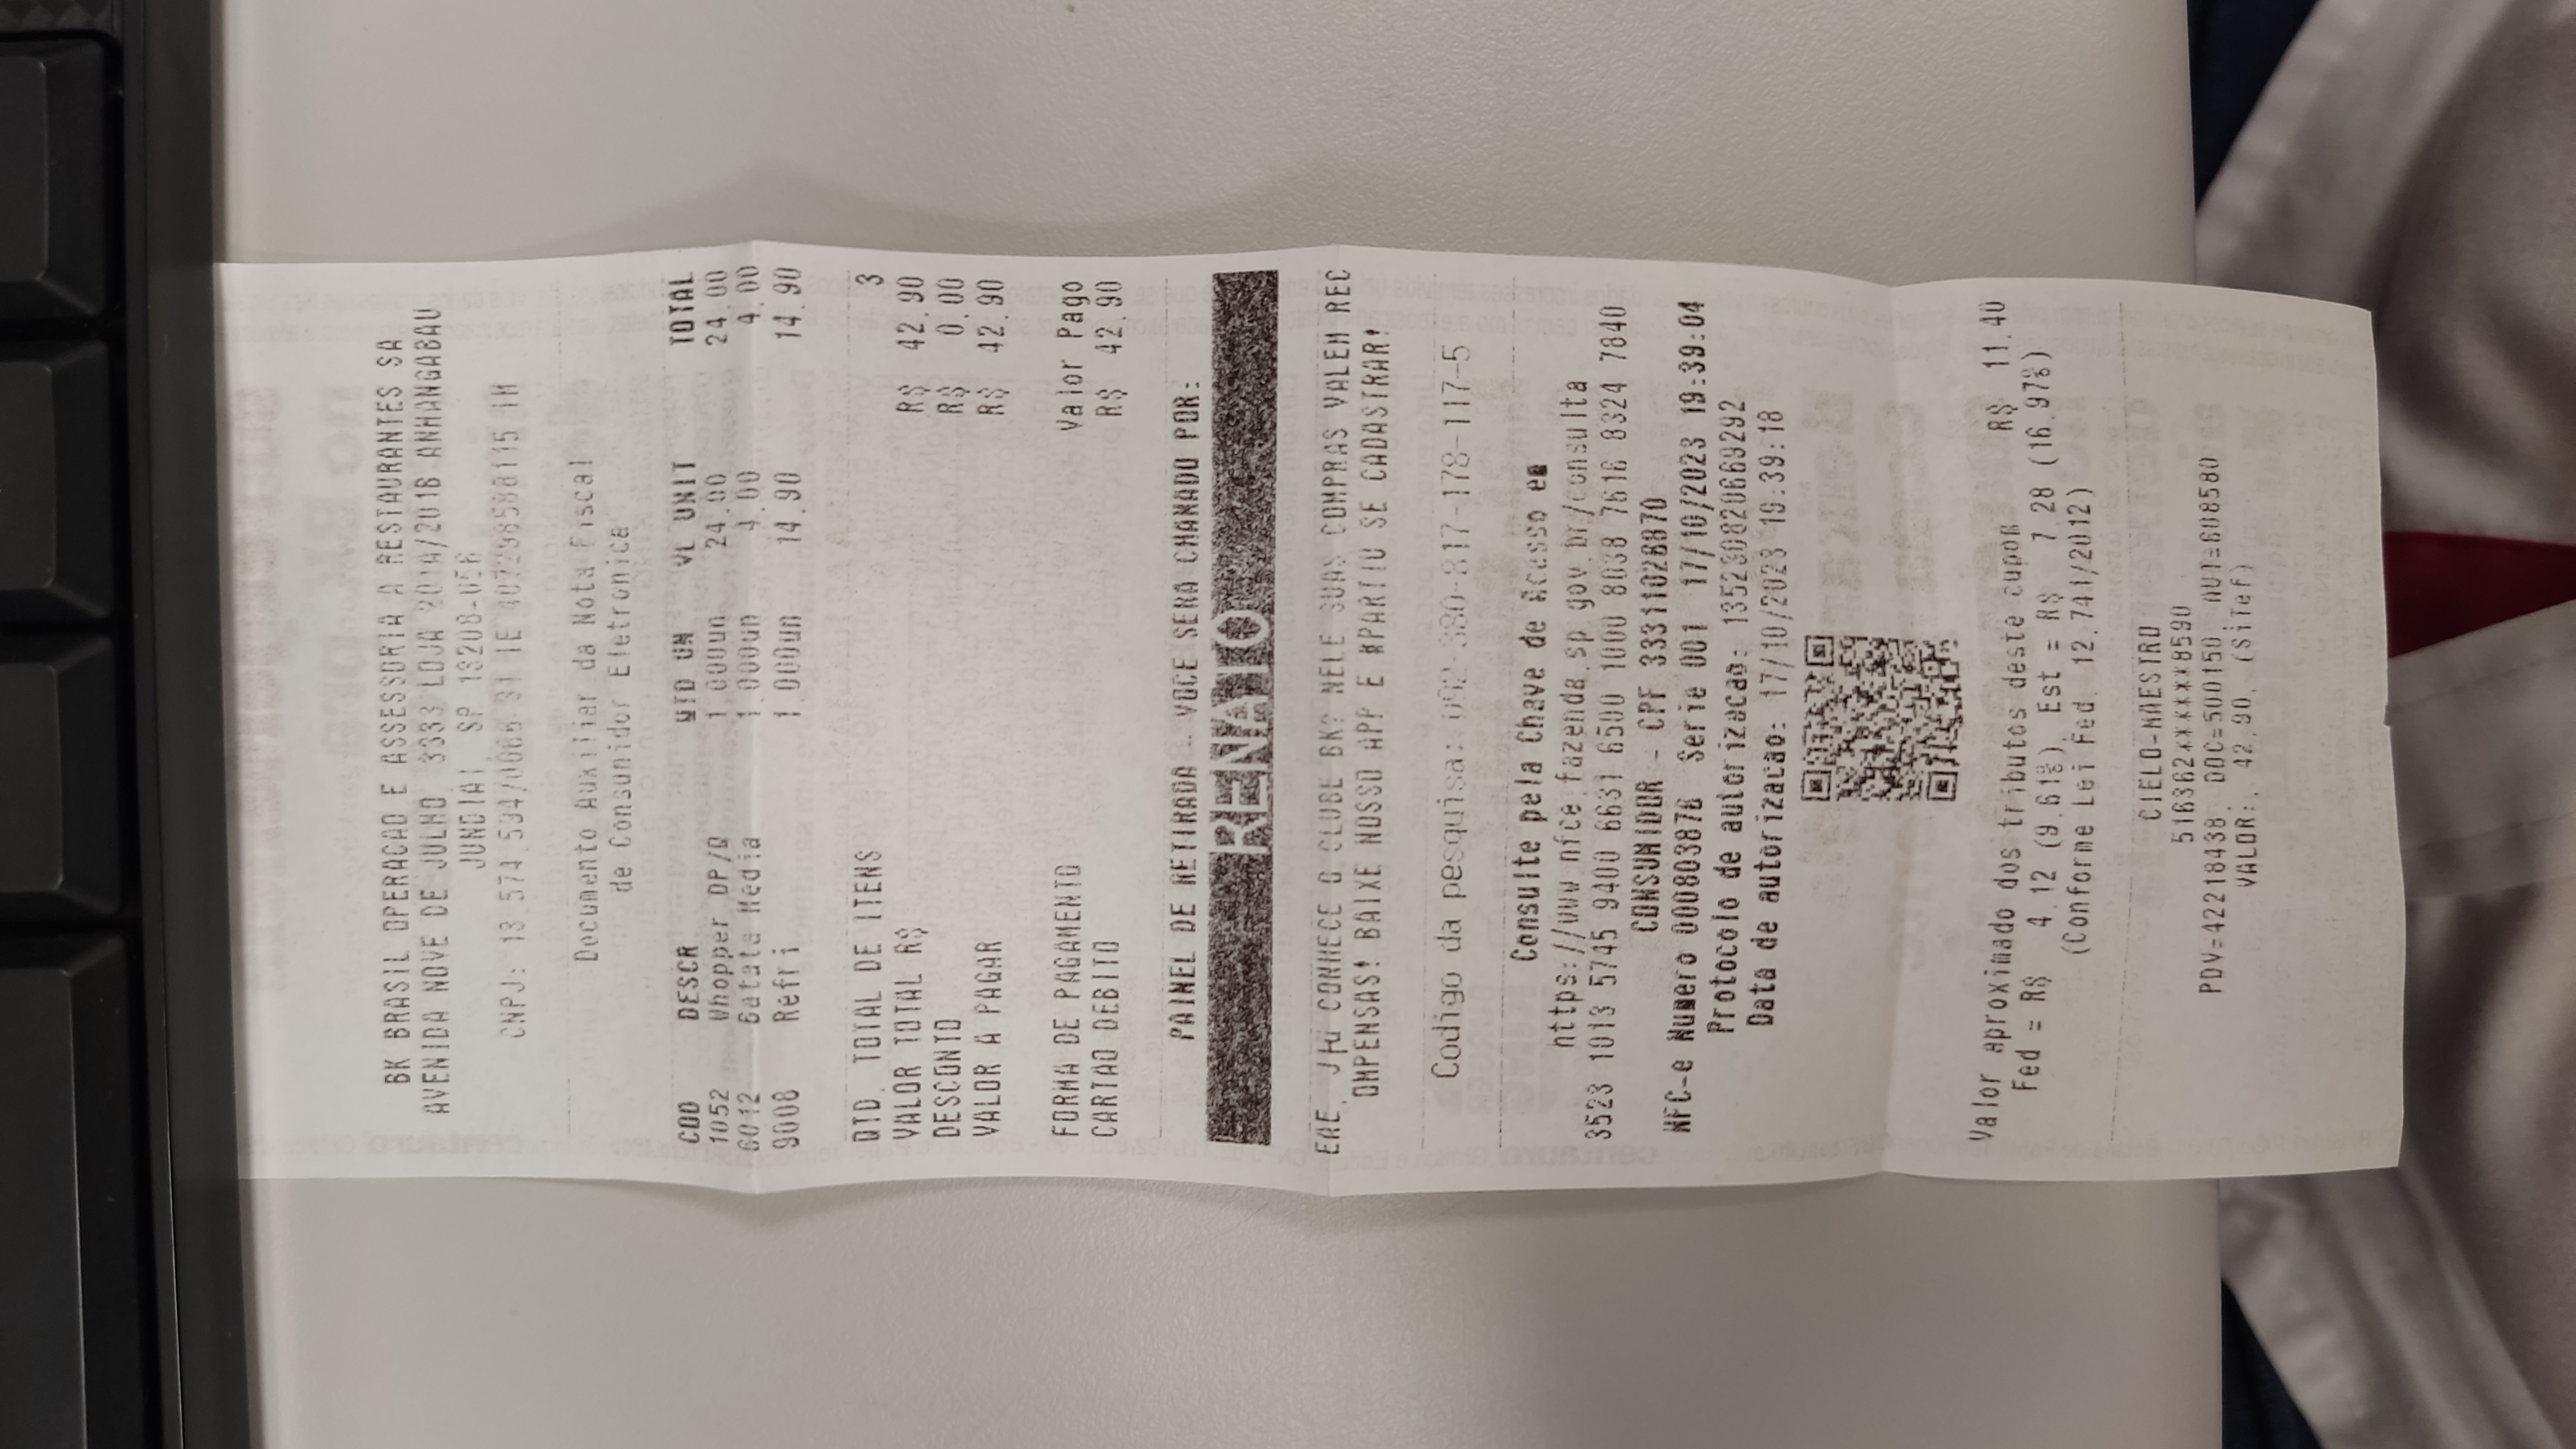 BK BRASIL OPERACAO E ASSESSORIA A RESTAURANTES SA
AVENIDA NOVE DE JULHO, 3333 LOJA 201A/201B ANHANGABAU
JUNDIAI, SP 13208-056
CNPJ: 13.574.594/0066 31 IE 407298588115 IM
Documento Auxiliar da Nota Fiscal
de Consumidor Eletronica
COD DESCR QTD UN VL UNIT TOTAL
1052 Whopper DP/Q 1.000un 24.00 24.00
6012 Batata Media 1.000un 4.00 4.00
9008 Refri 1.000un 14.90 14.90
QTD. TOTAL DE ITENS 3
VALOR TOTAL R$ R$ 42.90
DESCONTO R$ 0.00
VALOR A PAGAR R$ 42.90
FORMA DE PAGAMENTO Valor Pago
CARTAO DEBITO R$ 42.90
PAINEL DE RETIRADA - VOCE SERA CHAMADO POR:
RENATO
EAE, CONHECE O CLUBE BK? NELE SUAS COMPRAS VALEM REC
OMPENSAS! BAIXE NOSSO APP E #PARTIU SE CADASTRAR!
Codigo da pesquisa: 092-380-817-178-117-5
Consulte pela Chave de Acesso em
https://www.nfce.fazenda.sp.gov.br/consulta
3523 1013 5745 9400 6631 6500 1000 8038 7616 8324 7840
CONSUMIDOR - CPF 33311028870
NFC-e Numero 000803876 Serie 001 17/10/2023 19:39:04
Protocolo de autorizacao: 135230820669292
Data de autorizacao: 17/10/2023 19:39:18
Valor aproximado dos tributos deste cupom R$ 11.40
Fed = R$ 4.12 (9.61%), Est = R$ 7.28 (16.97%)
(Conforme Lei Fed. 12.741/2012)
CIELO-MAESTRO
516362******8590
PDV=42218438, DOC=500150, AUT=608580
VALOR:, 42.90, (SiTef)